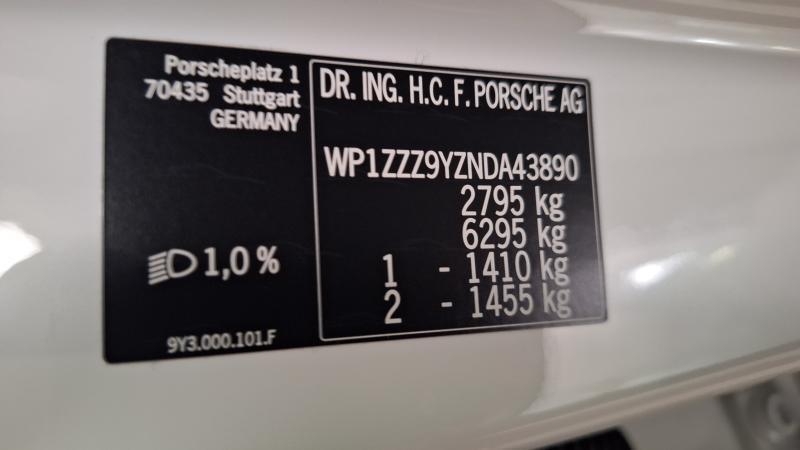 Porscheplatz 1
70435 Stuttgart
GERMANY
1,0 %
9Y3.000.101.F
DR. ING. H.C. F. PORSCHE AG
WP1ZZZ9YZNDA43890
2795 kg
6295 kg
1 - 1410 kg
2 - 1455 kg